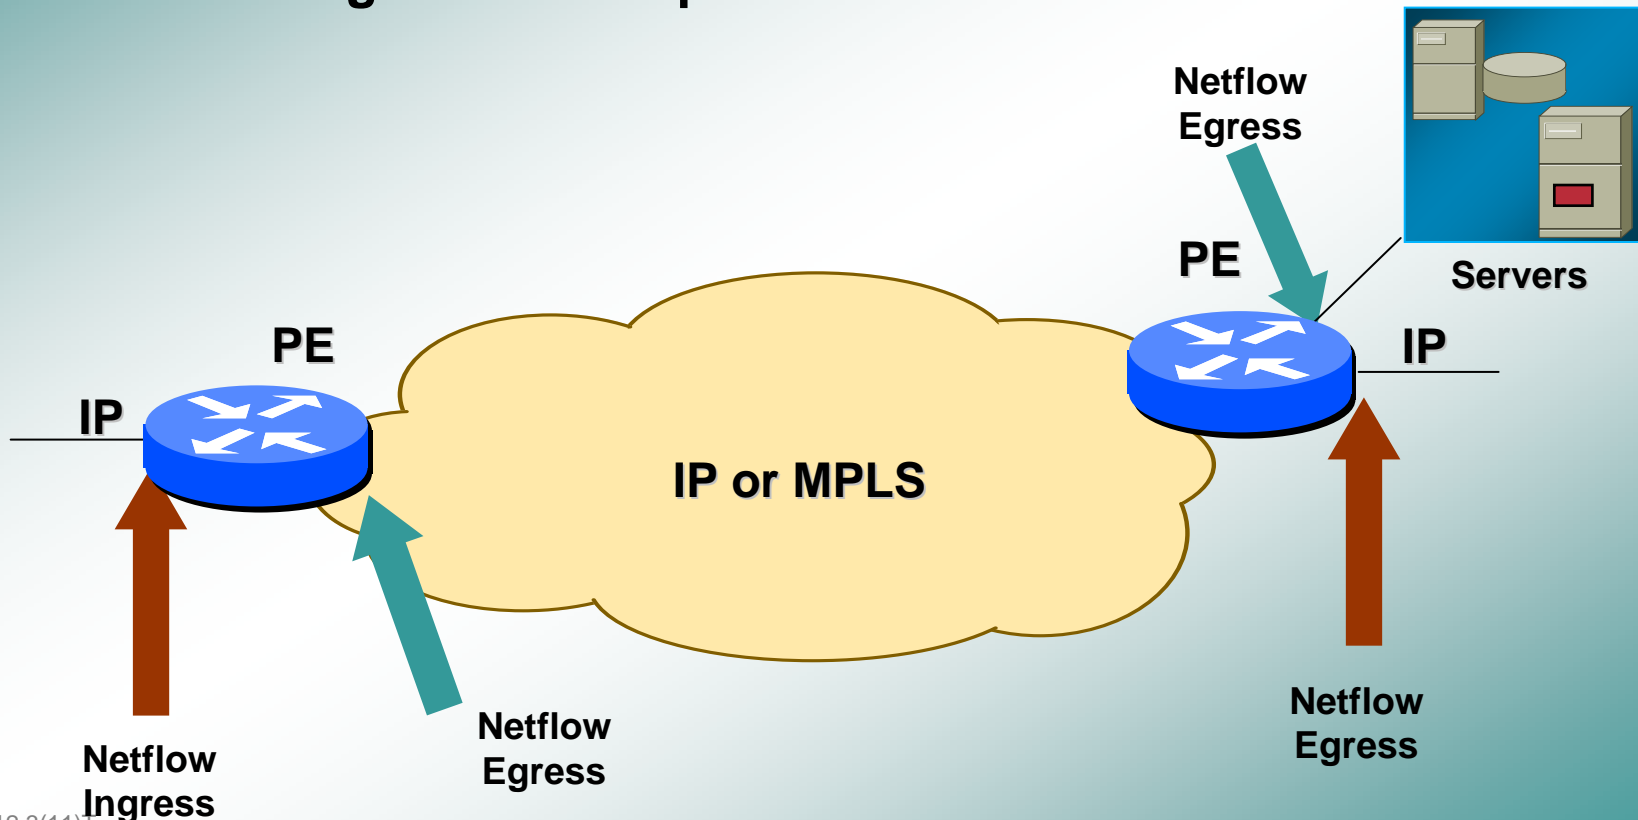 Netflow
Egress
PE
Servers
PE
IP
IP
IP or MPLS
Netflow
Egress
Netflow
Egress
Netflow
Ingress